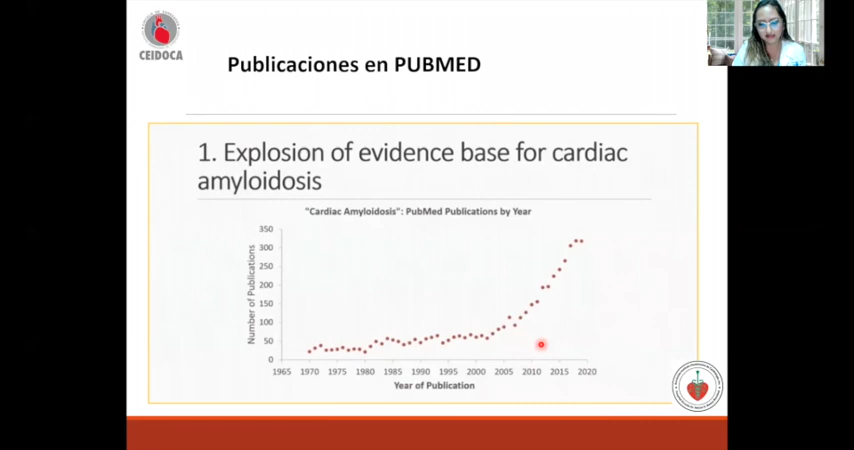 CEIDOCA
Publicaciones en PUBMED
1. Explosion of evidence base for cardiac
amyloidosis
"Cardiac Amyloidosis": PubMed Publications by Year
Number of Publications
350
300
250
200
150
100
50
0
1965 1970 1975 1980 1985 1990 1995 2000 2005 2010 2015 2020
Year of Publication